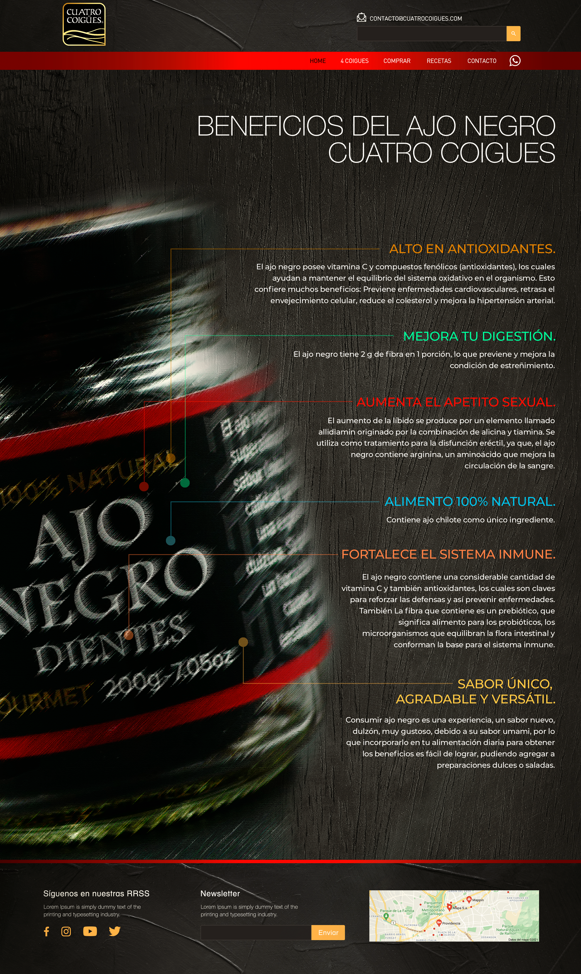 CUATRO
COIGÜES.
CONTACTO@CUATROCOIGUES.COM
HOME 4 COIGUES COMPRAR RECETAS CONTACTO
BENEFICIOS DEL AJO NEGRO
CUATRO COIGUES
ALTO EN ANTIOXIDANTES.
El ajo negro posee vitamina C y compuestos fenólicos (antioxidantes), los cuales
ayudan a mantener el equilibrio del sistema oxidativo en el organismo. Esto
confiere muchos beneficios: Previene enfermedades cardiovasculares, retrasa el
envejecimiento celular, reduce el colesterol y mejora la hipertensión arterial.
MEJORA TU DIGESTIÓN.
El ajo negro tiene 2 g de fibra en 1 porción, lo que previene y mejora la
condición de estreñimiento.
AUMENTA EL APETITO SEXUAL.
El aumento de la líbido se produce por un elemento llamado
allidiamin originado por la combinación de alicina y tiamina. Se
utiliza como tratamiento para la disfunción eréctil, ya que, el ajo
negro contiene arginina, un aminoácido que mejora la
circulación de la sangre.
ALIMENTO 100% NATURAL.
Contiene ajo chilote como único ingrediente.
FORTALECE EL SISTEMA INMUNE.
El ajo negro contiene una considerable cantidad de
vitamina C y también antioxidantes, los cuales son claves
para reforzar las defensas y así prevenir enfermedades.
También La fibra que contiene es un prebiótico, que
significa alimento para los probióticos, los
microorganismos que equilibran la flora intestinal y
conforman la base para el sistema inmune.
SABOR ÚNICO,
AGRADABLE Y VERSÁTIL.
Consumir ajo negro es una experiencia, un sabor nuevo,
dulzón, muy gustoso, debido a su sabor umami, por lo
que incorporarlo en tu alimentación diaria para obtener
los beneficios es fácil de lograr, pudiendo agregar a
preparaciones dulces o saladas.
100% NATURAL
AJO
NEGRO
DIENTES
OURMET 200g-7.05oz
El ajo neg
Síguenos en nuestras RRSS
Lorem Ipsum is simply dummy text of the
printing and typesetting industry.
Newsletter
Lorem Ipsum is simply dummy text of the
printing and typesetting industry.
Enviar